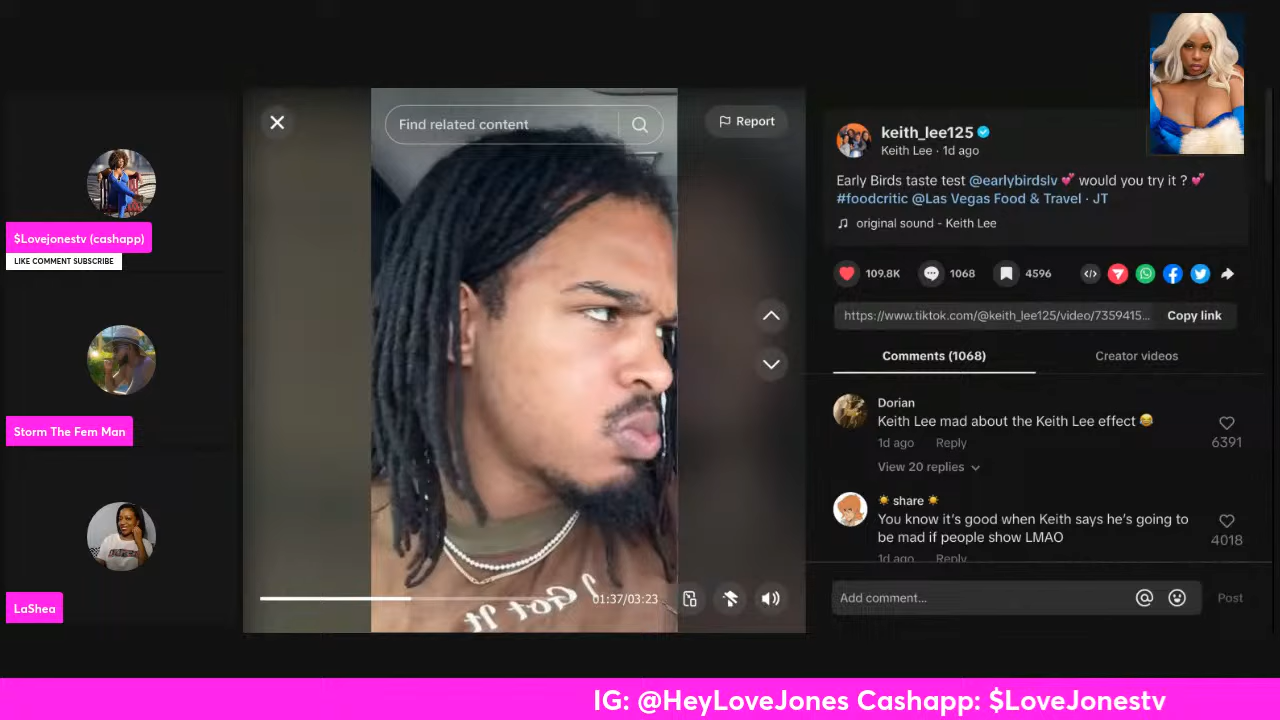 $Lovejonestv (cashapp)
LIKE COMMENT SUBSCRIBE
Storm The Fem Man
LaShea
Find related content
Report
I Got It
01:37/03:23
keith_lee125
Keith Lee · 1d ago
Early Birds taste test @earlybirdslv 💕 would you try it ? 💕
#foodcritic @Las Vegas Food & Travel · JT
original sound - Keith Lee
109.8K
1068
4596
https://www.tiktok.com/@keith_lee125/video/7359415...
Copy link
Comments (1068)
Creator videos
Dorian
Keith Lee mad about the Keith Lee effect 😂
1d ago Reply
6391
View 20 replies
☀️ share ☀️
You know it's good when Keith says he's going to
be mad if people show LMAO
4018
1d ago Reply
Add comment...
Post
IG: @HeyLoveJones Cashapp: $LoveJonestv